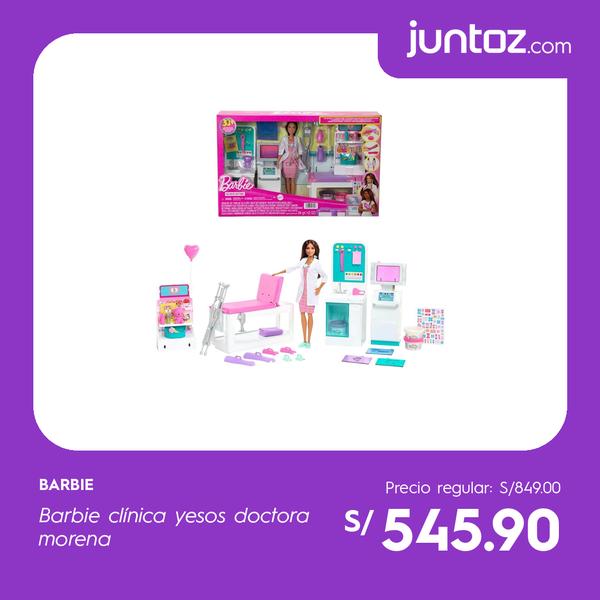 juntoz.com
Barbie
BARBIE
Precio regular: S/849.00
Barbie clínica yesos doctora
morena
S/ 545.90